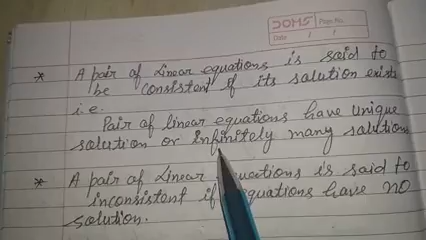 DOMS Page No.
Date / /
* A pair of Linear equations is said to
be consistent if its solution exists
i.e.
Pair of linear equations have unique
solution or infinitely many solutions
* A pair of Linear equations is said to
inconsistent if equations have no
solution.